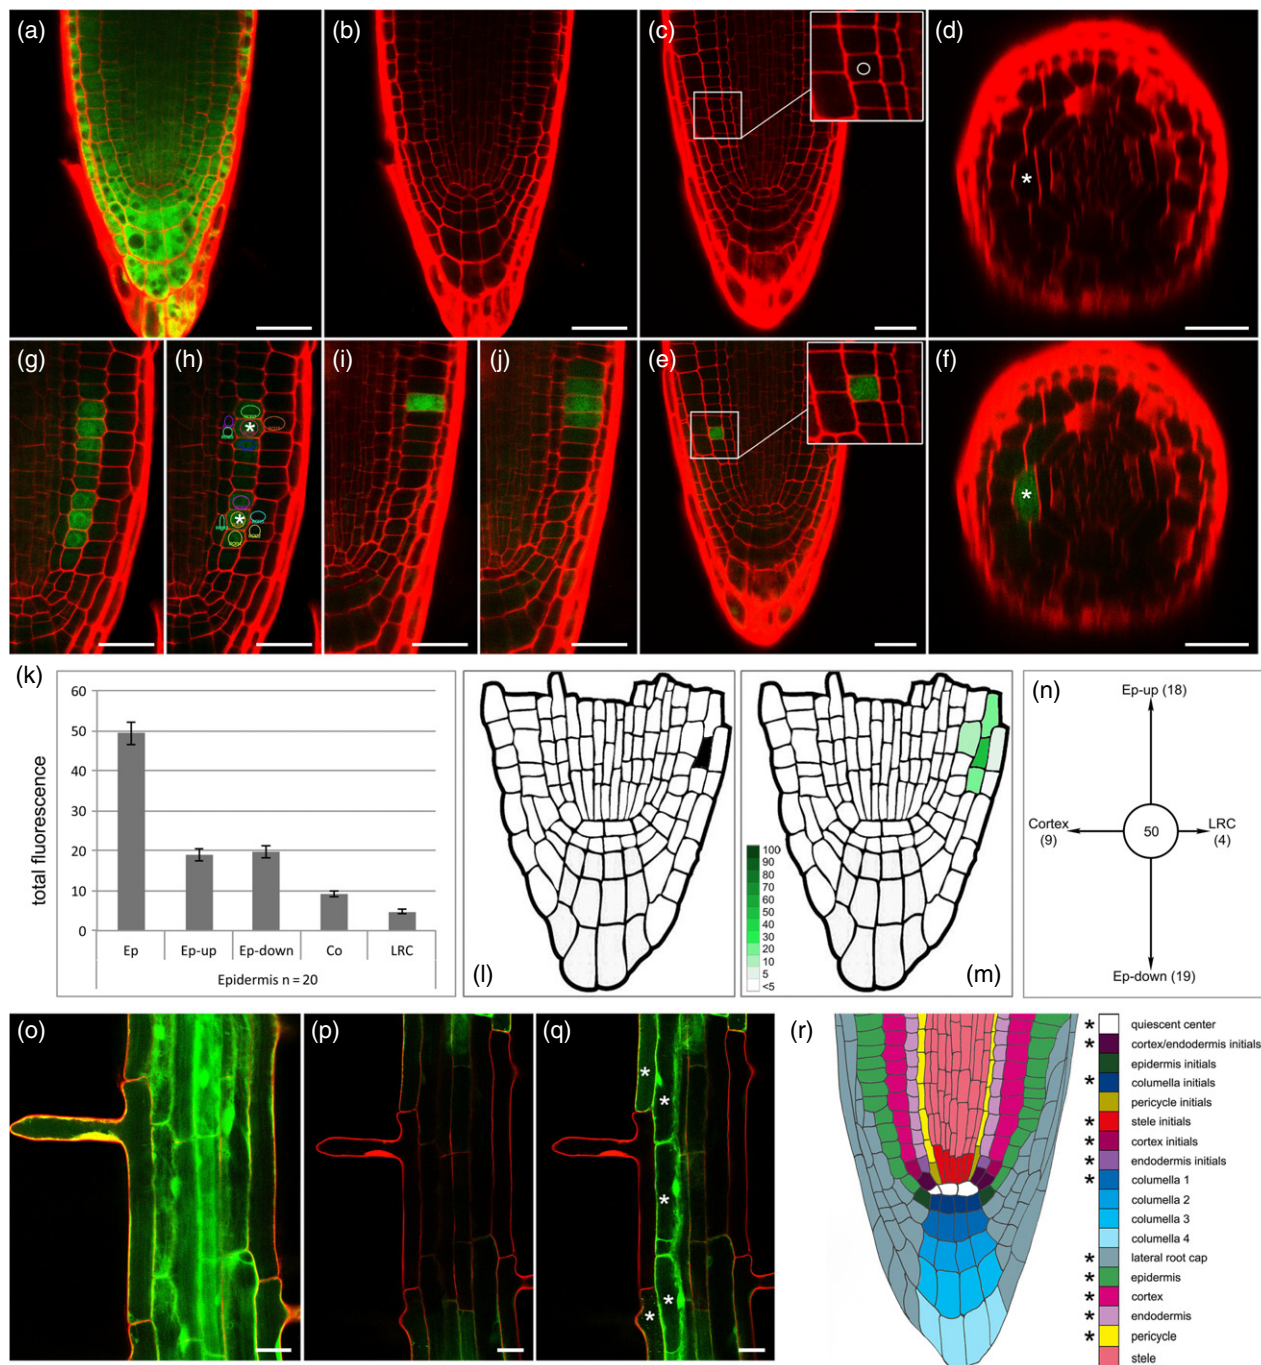 (a)
(b)
(c)
(d)
(g)
(h)
(i)
(j)
(e)
(f)
(k)
60
50
40
30
20
10
0
total fluorescence
Ep
Ep-up
Ep-down
Co
LRC
Epidermis n = 20
(l)
100
90
80
70
60
50
40
30
20
10
5
<5
(m)
(n)
Ep-up (18)
Cortex
(9)
50
LRC
(4)
Ep-down (19)
(o)
(p)
(q)
(r)
* quiescent center
* cortex/endodermis initials
epidermis initials
* columella initials
pericycle initials
* stele initials
* cortex initials
* endodermis initials
* columella 1
columella 2
columella 3
columella 4
* lateral root cap
* epidermis
* cortex
* endodermis
* pericycle
stele